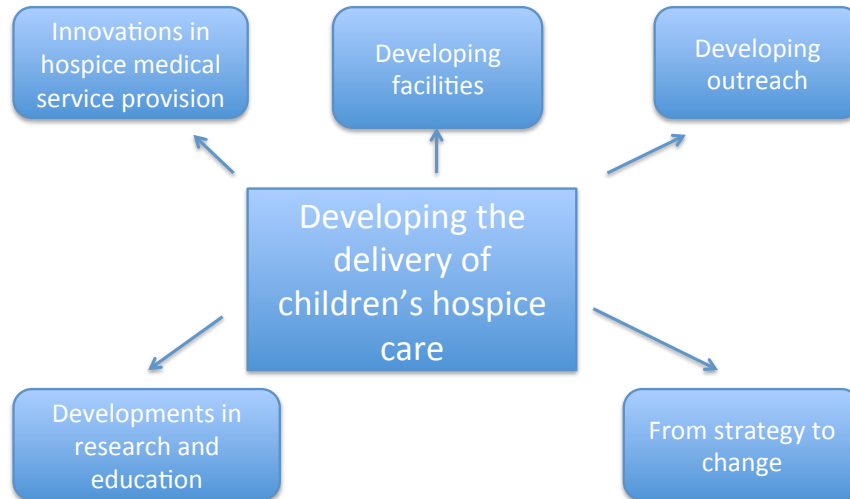 Innovations in
hospice medical
service provision
Developing
facilities
Developing
outreach
Developing the
delivery of
children’s hospice
care
Developments in
research and
education
From strategy to
change